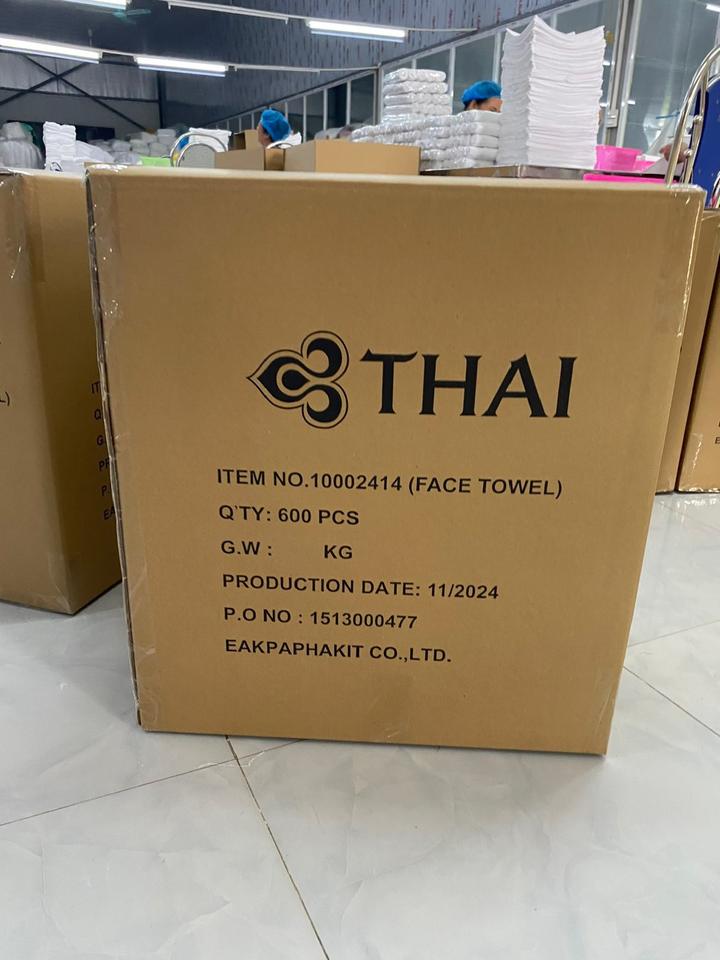 THAI
ITEM NO.10002414 (FACE TOWEL)
Q'TY: 600 PCS
G.W : KG
PRODUCTION DATE: 11/2024
P.O NO : 1513000477
EAKPAPHAKIT CO.,LTD.